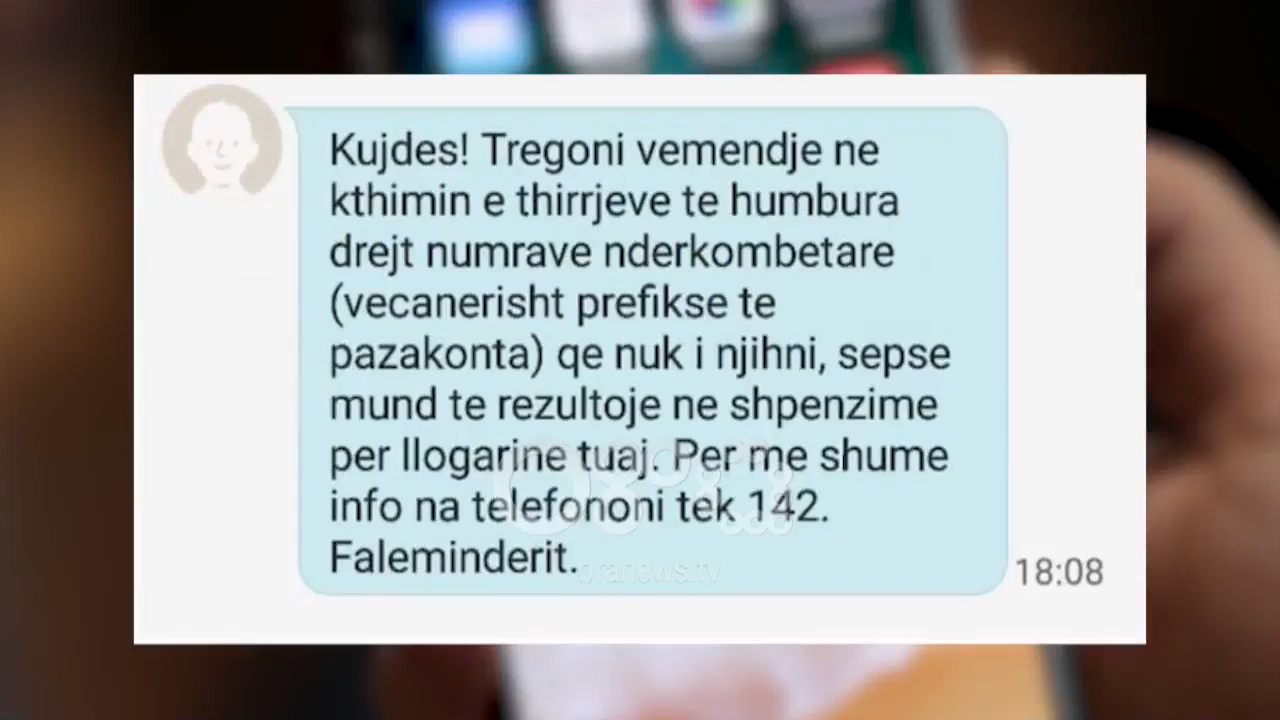 Kujdes! Tregoni vemendje ne
kthimin e thirrjeve te humbura
drejt numrave nderkombetare
(vecanerisht prefikse te
pazakonta) qe nuk i njihni, sepse
mund te rezultoje ne shpenzime
per llogarine tuaj. Per me shume
info na telefononi tek 142.
Faleminderit.
18:08
oranews.tv